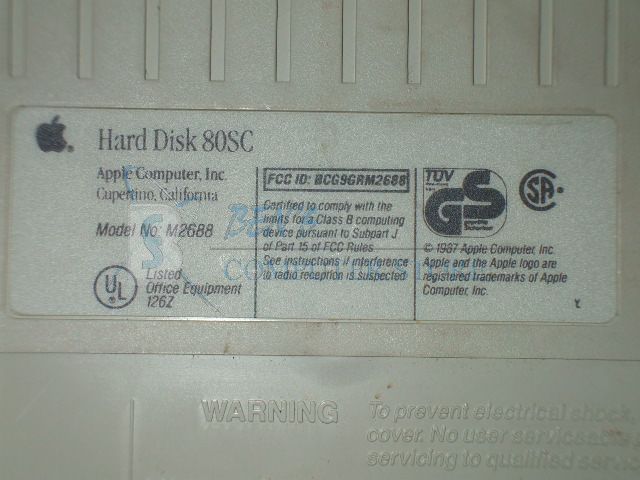 Hard Disk 80SC
Apple Computer, Inc.
Cupertino, California
Model No: M2688
UL
Listed
Office Equipment
126Z
FCC ID: BCG9GRM2688
Certified to comply with the
limits for a Class B computing
device pursuant to Subpart J
of Part 15 of FCC Rules.
See instructions if interference
to radio reception is suspected.
TÜV
GS
SA
© 1987 Apple Computer, Inc.
Apple and the Apple logo are
registered trademarks of Apple
Computer, Inc.
Y
WARNING
To prevent electrical shock,
cover. No user
servicing to qualified